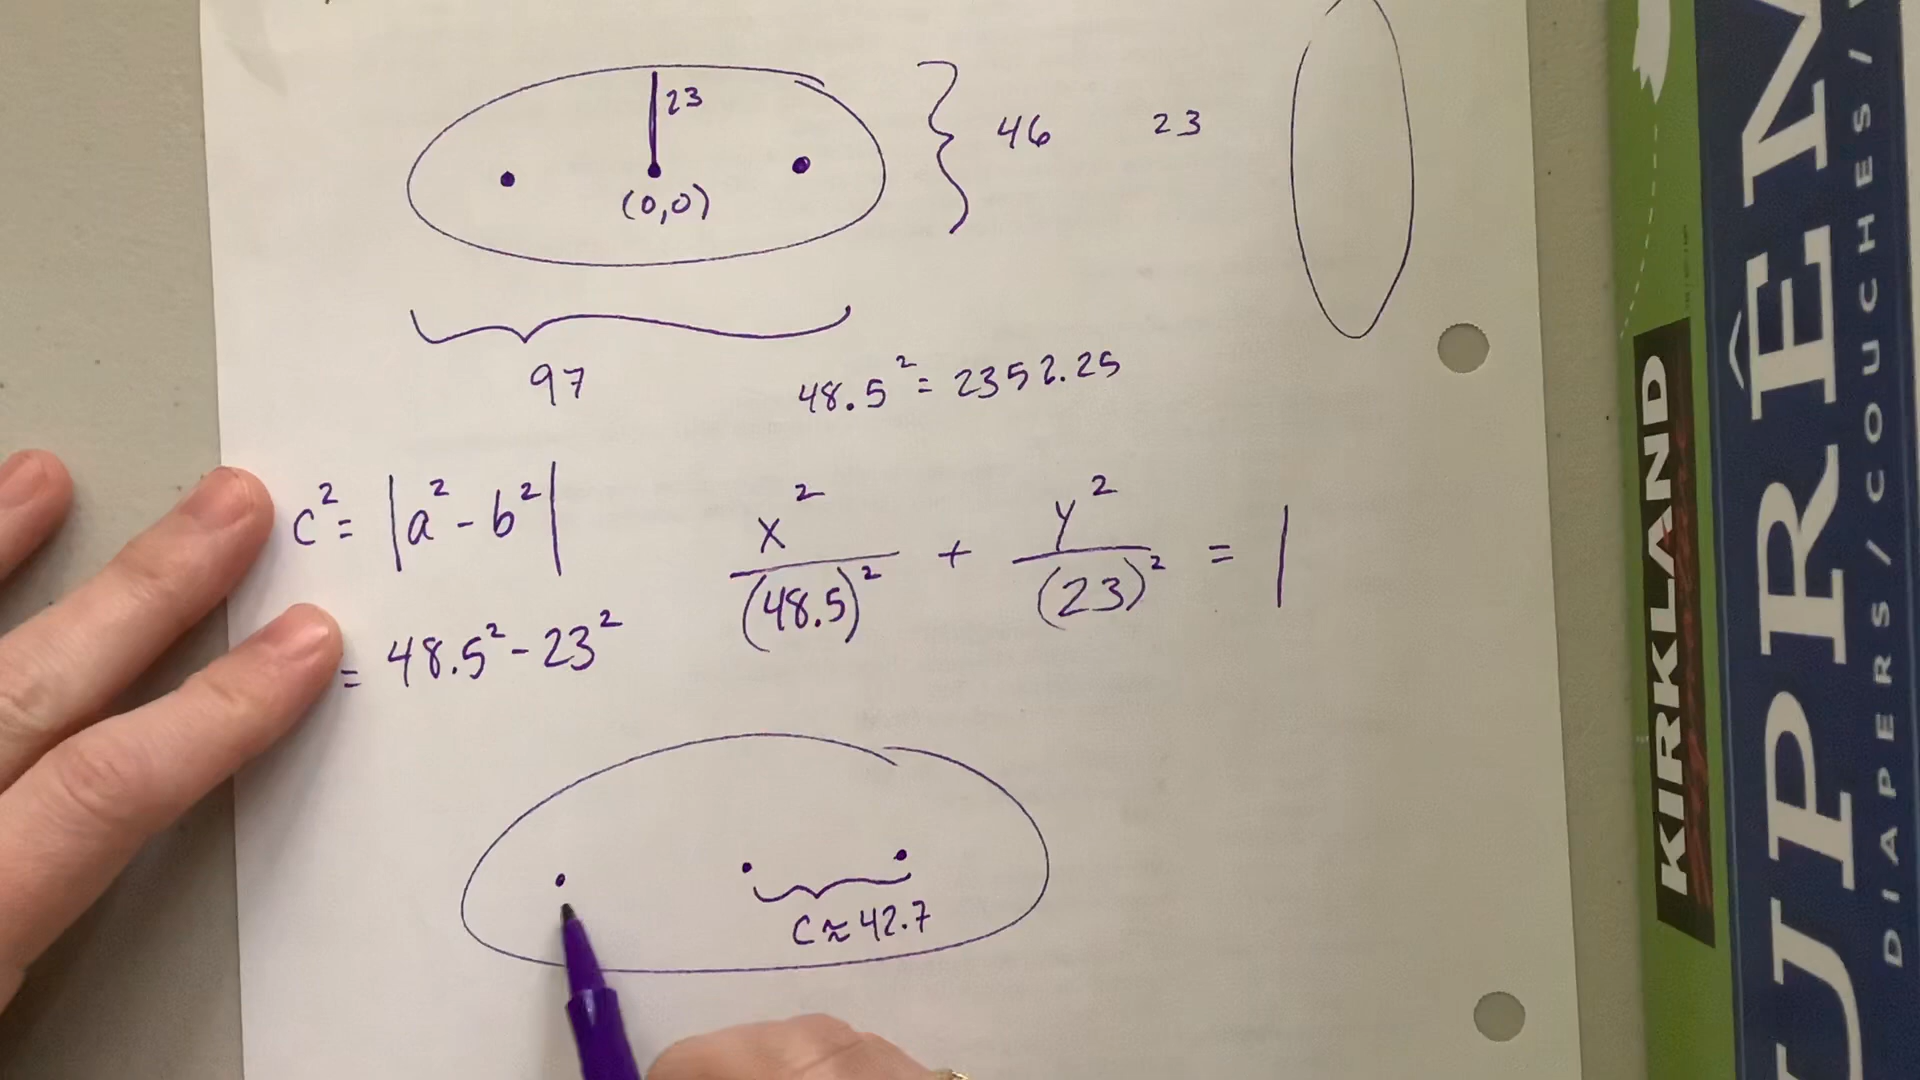 23
46 23
(0,0)
97
48.5² = 2352.25
c² = |a² - b²|
x² / (48.5)² + y² / (23)² = 1
= 48.5² - 23²
c ≈ 42.7
KIRKLAND
UPRÊM
DIAPERS/COUCHES/